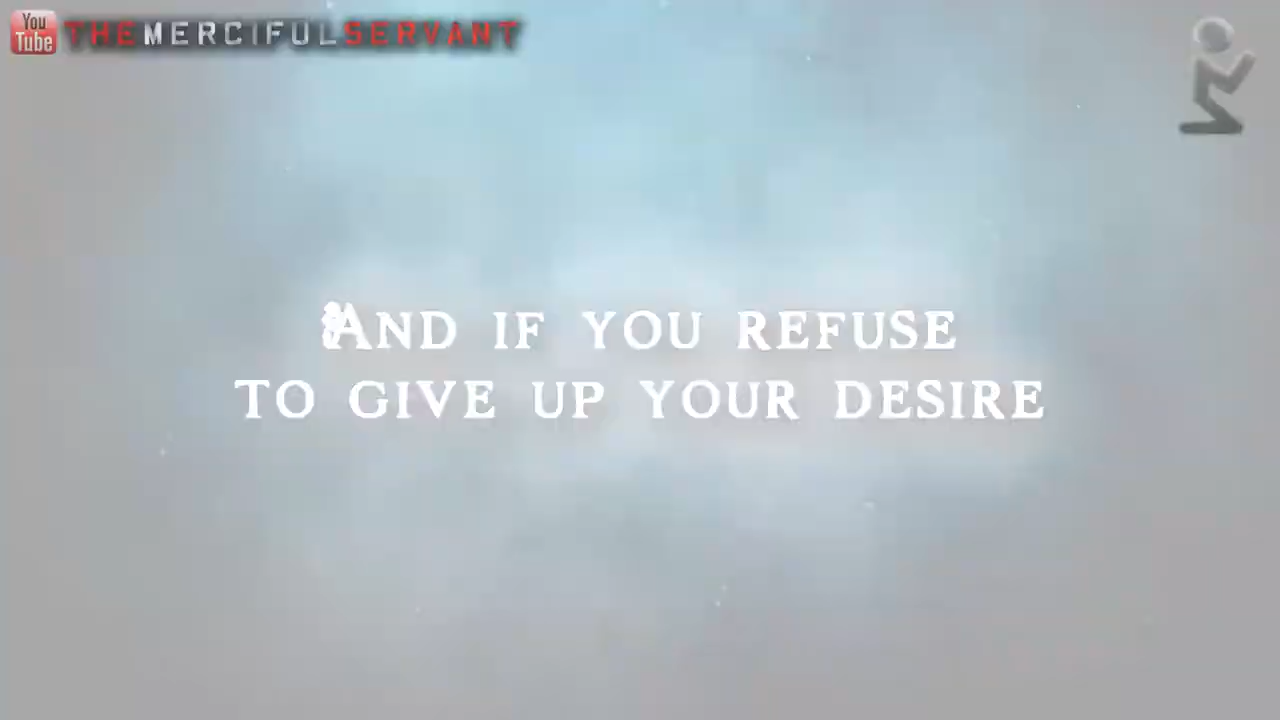 You
Tube
THEMERCIFULSERVANT
AND IF YOU REFUSE
TO GIVE UP YOUR DESIRE